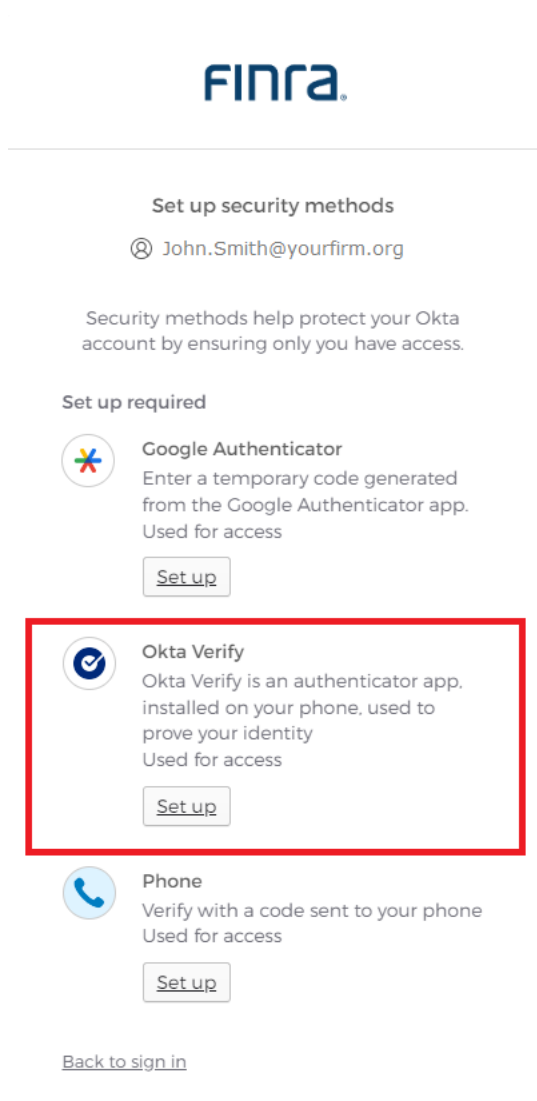 FINRA.
Set up security methods
John.Smith@yourfirm.org
Security methods help protect your Okta
account by ensuring only you have access.
Set up required
Google Authenticator
Enter a temporary code generated
from the Google Authenticator app.
Used for access
Set up
Okta Verify
Okta Verify is an authenticator app,
installed on your phone, used to
prove your identity
Used for access
Set up
Phone
Verify with a code sent to your phone
Used for access
Set up
Back to sign in